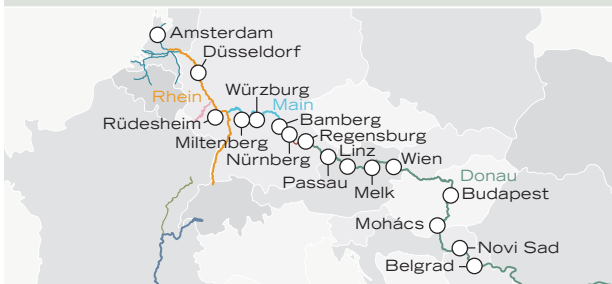 Amsterdam
Düsseldorf
Rhein
Würzburg
Main
Rüdesheim
Bamberg
Miltenberg
Regensburg
Nürnberg
Linz
Wien
Passau
Melk
Donau
Budapest
Mohács
Novi Sad
Belgrad